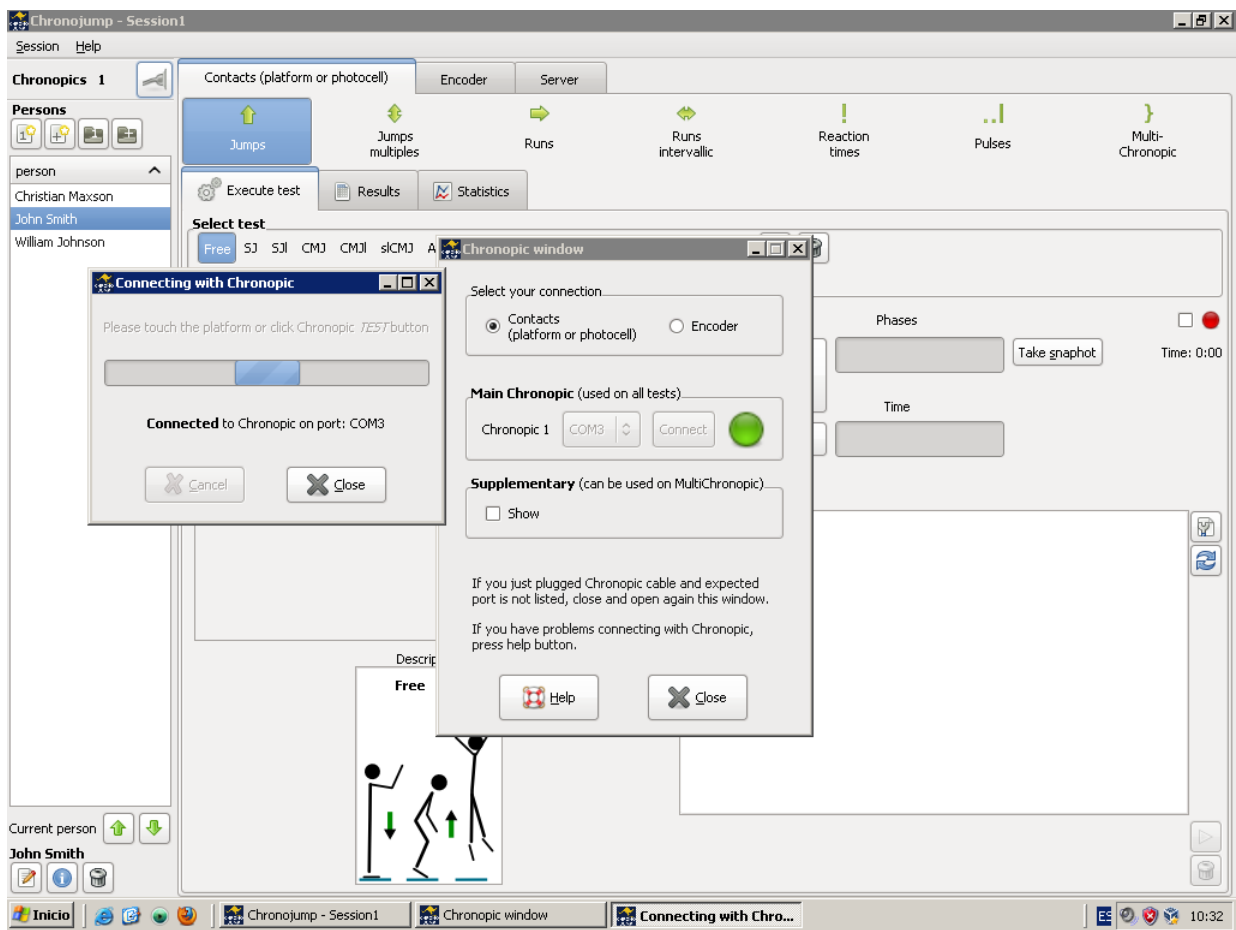 Chronojump - Session1
Session Help
Chronopics 1
Contacts (platform or photocell)
Encoder
Server
Persons
person
Christian Maxson
John Smith
William Johnson
Jumps
Jumps
multiples
Runs
Runs
intervallic
Reaction
times
Pulses
Multi-
Chronopic
Execute test
Results
Statistics
Select test
Free SJ SJl CMJ CMJl slCMJ A
Connecting with Chronopic
Please touch the platform or click Chronopic TEST button
Connected to Chronopic on port: COM3
Cancel
Close
Chronopic window
Select your connection
Contacts
(platform or photocell)
Encoder
Main Chronopic (used on all tests)
Chronopic 1
COM3
Connect
Supplementary (can be used on MultiChronopic)
Show
If you just plugged Chronopic cable and expected
port is not listed, close and open again this window.
If you have problems connecting with Chronopic,
press help button.
Help
Close
Phases
Take snaphot
Time: 0:00
Time
Descrip
Free
Current person
John Smith
Inicio
Chronojump - Session1
Chronopic window
Connecting with Chro...
ES
10:32